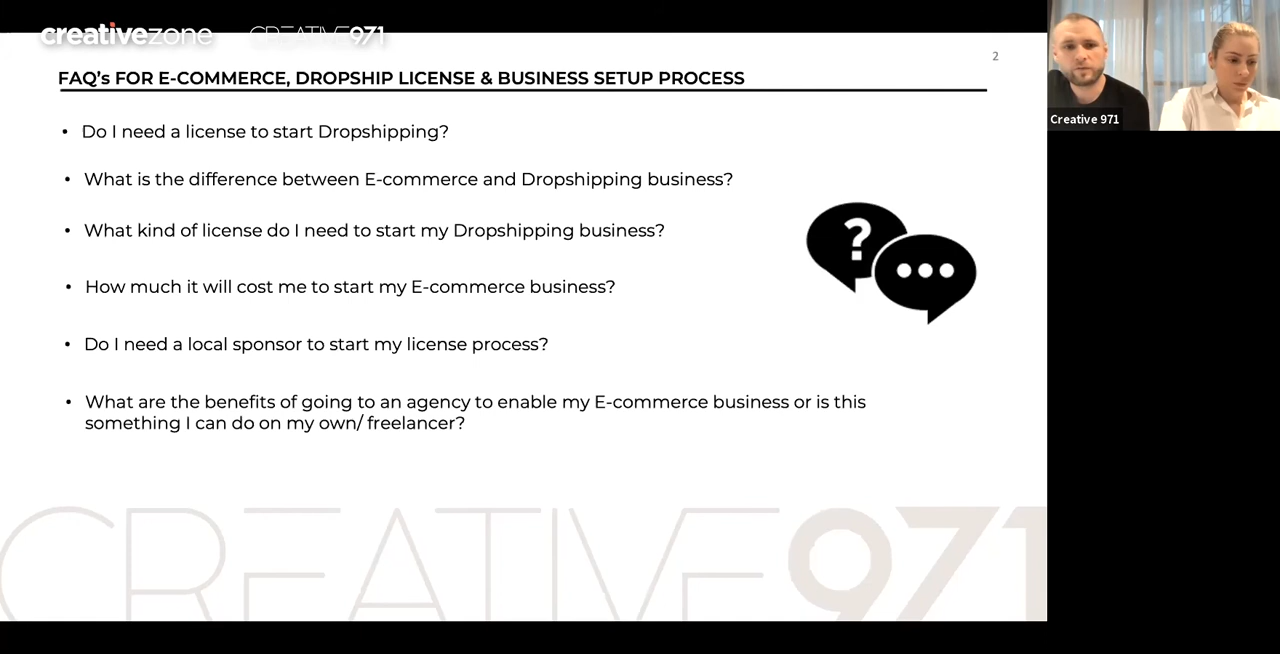 creativezone CREATIVE971
2
FAQ's FOR E-COMMERCE, DROPSHIP LICENSE & BUSINESS SETUP PROCESS
• Do I need a license to start Dropshipping?
• What is the difference between E-commerce and Dropshipping business?
• What kind of license do I need to start my Dropshipping business?
• How much it will cost me to start my E-commerce business?
• Do I need a local sponsor to start my license process?
• What are the benefits of going to an agency to enable my E-commerce business or is this
something I can do on my own/ freelancer?
?
CREATIVE971
Creative 971